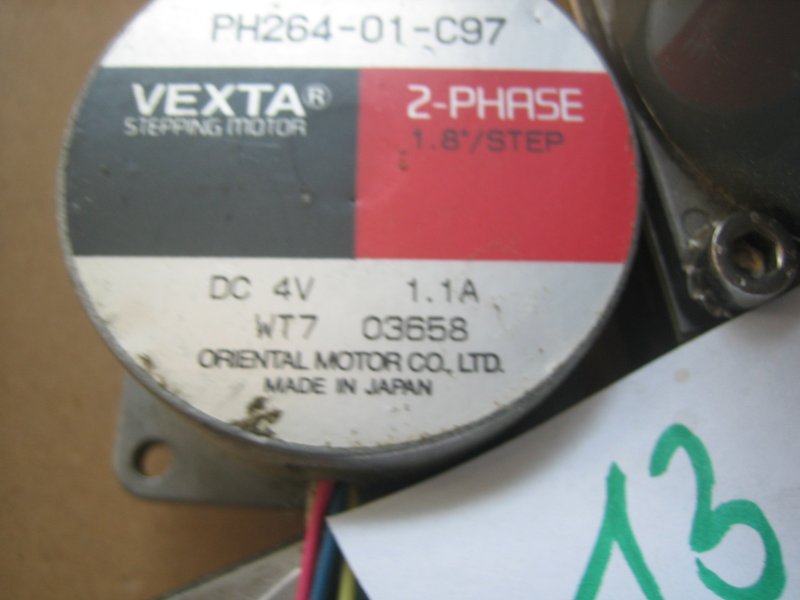 PH264-01-C97
VEXTA® 2-PHASE
STEPPING MOTOR 1.8°/STEP
DC 4V 1.1A
WT7 03658
ORIENTAL MOTOR CO., LTD.
MADE IN JAPAN
13